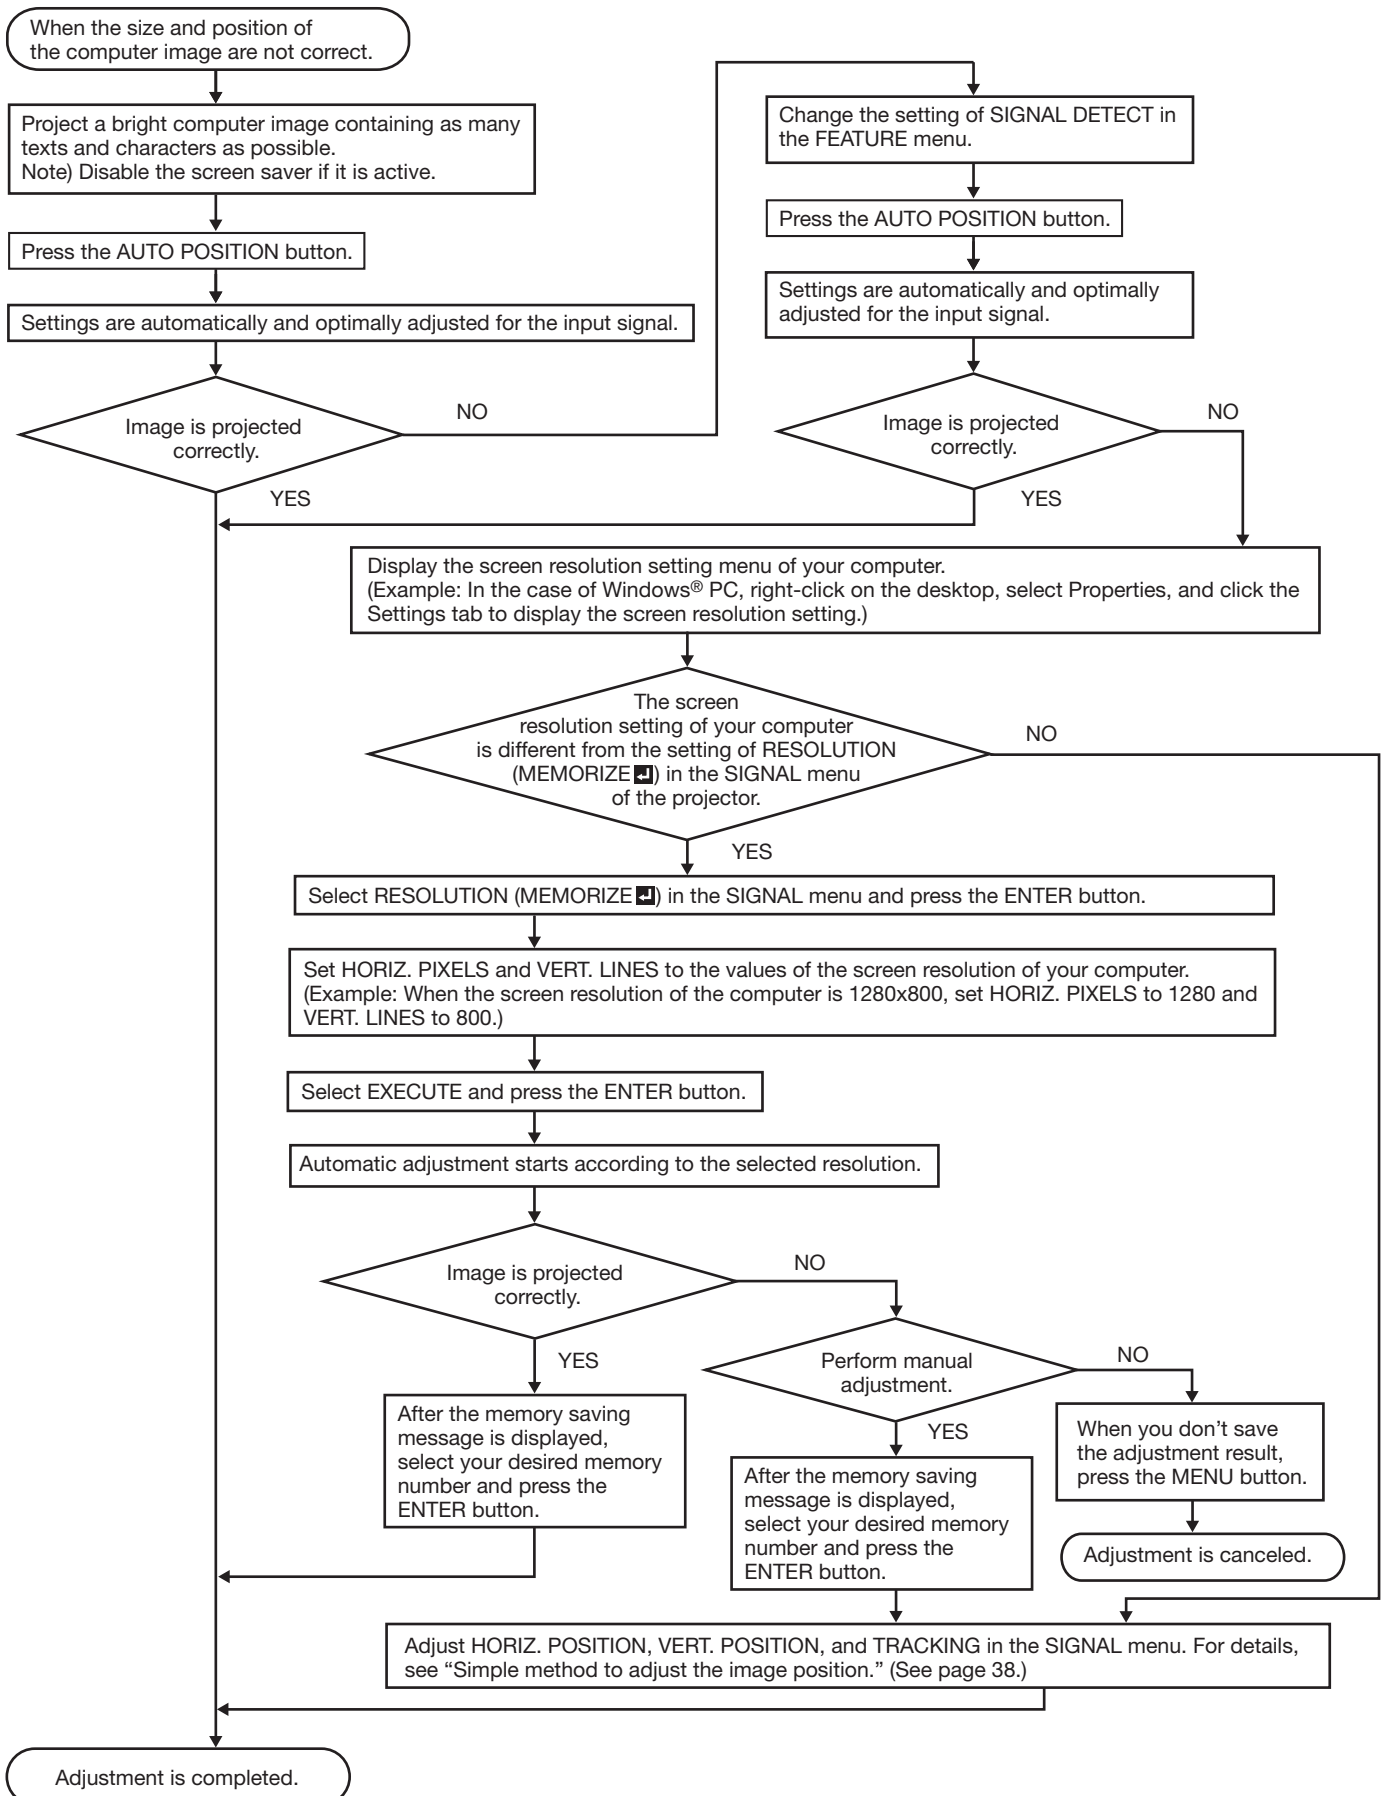 When the size and position of
the computer image are not correct.
Project a bright computer image containing as many
texts and characters as possible.
Note) Disable the screen saver if it is active.
Press the AUTO POSITION button.
Settings are automatically and optimally adjusted for the input signal.
Image is projected
correctly.
NO
YES
Change the setting of SIGNAL DETECT in
the FEATURE menu.
Press the AUTO POSITION button.
Settings are automatically and optimally
adjusted for the input signal.
Image is projected
correctly.
NO
YES
Display the screen resolution setting menu of your computer.
(Example: In the case of Windows® PC, right-click on the desktop, select Properties, and click the
Settings tab to display the screen resolution setting.)
The screen
resolution setting of your computer
is different from the setting of RESOLUTION
(MEMORIZE↵) in the SIGNAL menu
of the projector.
NO
YES
Select RESOLUTION (MEMORIZE↵) in the SIGNAL menu and press the ENTER button.
Set HORIZ. PIXELS and VERT. LINES to the values of the screen resolution of your computer.
(Example: When the screen resolution of the computer is 1280x800, set HORIZ. PIXELS to 1280 and
VERT. LINES to 800.)
Select EXECUTE and press the ENTER button.
Automatic adjustment starts according to the selected resolution.
Image is projected
correctly.
NO
YES
After the memory saving
message is displayed,
select your desired memory
number and press the
ENTER button.
Perform manual
adjustment.
NO
YES
After the memory saving
message is displayed,
select your desired memory
number and press the
ENTER button.
When you don’t save
the adjustment result,
press the MENU button.
Adjustment is canceled.
Adjust HORIZ. POSITION, VERT. POSITION, and TRACKING in the SIGNAL menu. For details,
see “Simple method to adjust the image position.” (See page 38.)
Adjustment is completed.